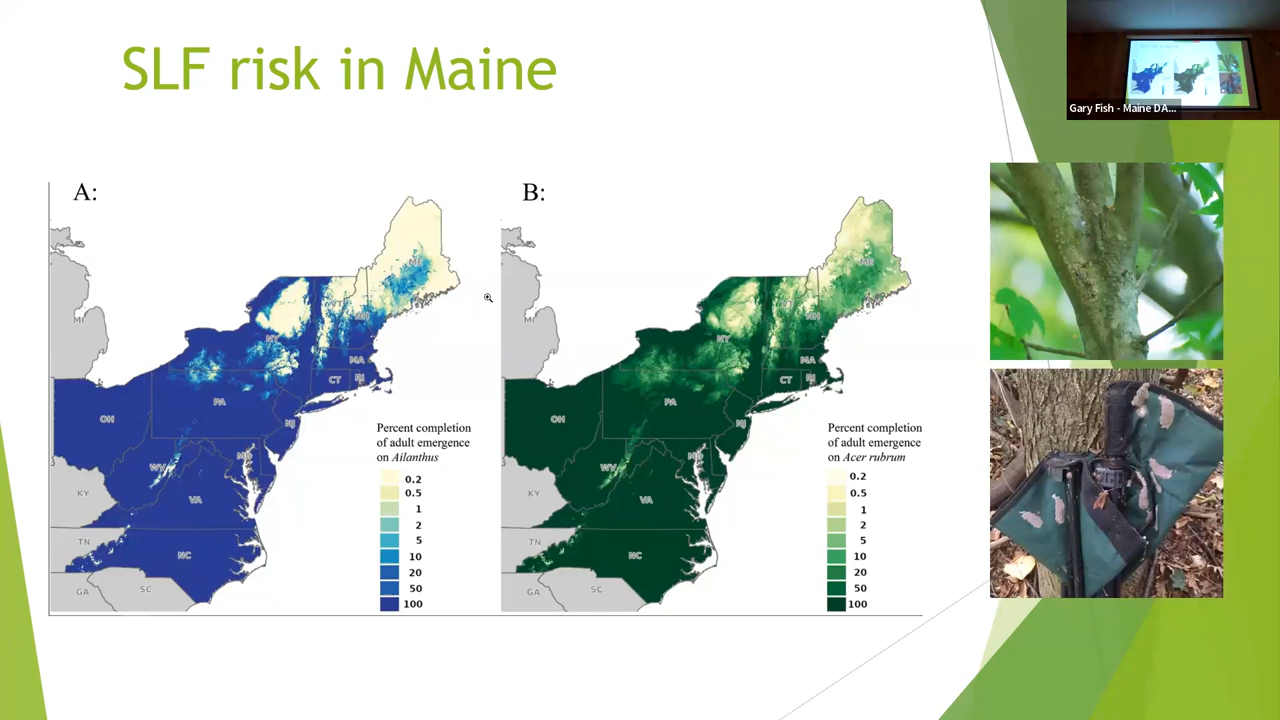 SLF risk in Maine
Gary Fish - Maine DA...
A:
MI
ME
NH
NY
MA
CT
RI
PA
OH
NJ
WV
KY
VA
TN
NC
GA
SC
Percent completion
of adult emergence
on Ailanthus
0.2
0.5
1
2
5
10
20
50
100
B:
MI
ME
NH
NY
MA
CT
RI
PA
OH
NJ
WV
KY
VA
TN
NC
GA
SC
Percent completion
of adult emergence
on Acer rubrum
0.2
0.5
1
2
5
10
20
50
100